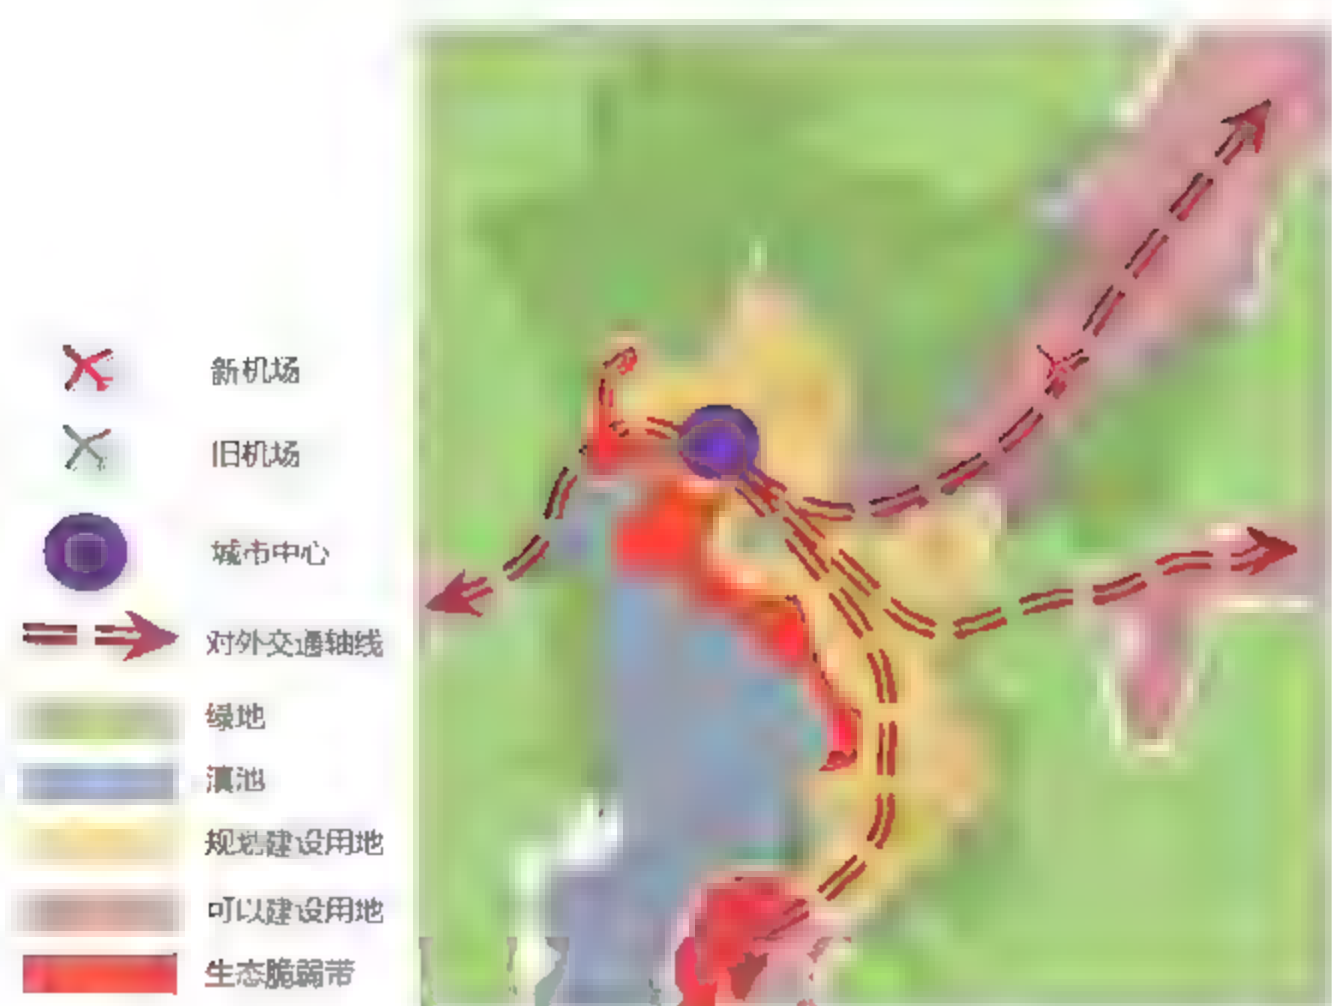 新机场
旧机场
城市中心
对外交通轴线
绿地
滇池
规划建设用地
可以建设用地
生态脆弱带